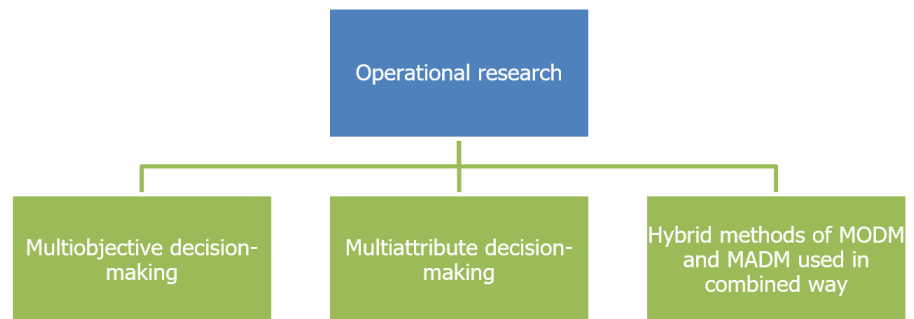 Operational research
Multiobjective decision-
making
Multiattribute decision-
making
Hybrid methods of MODM
and MADM used in
combined way